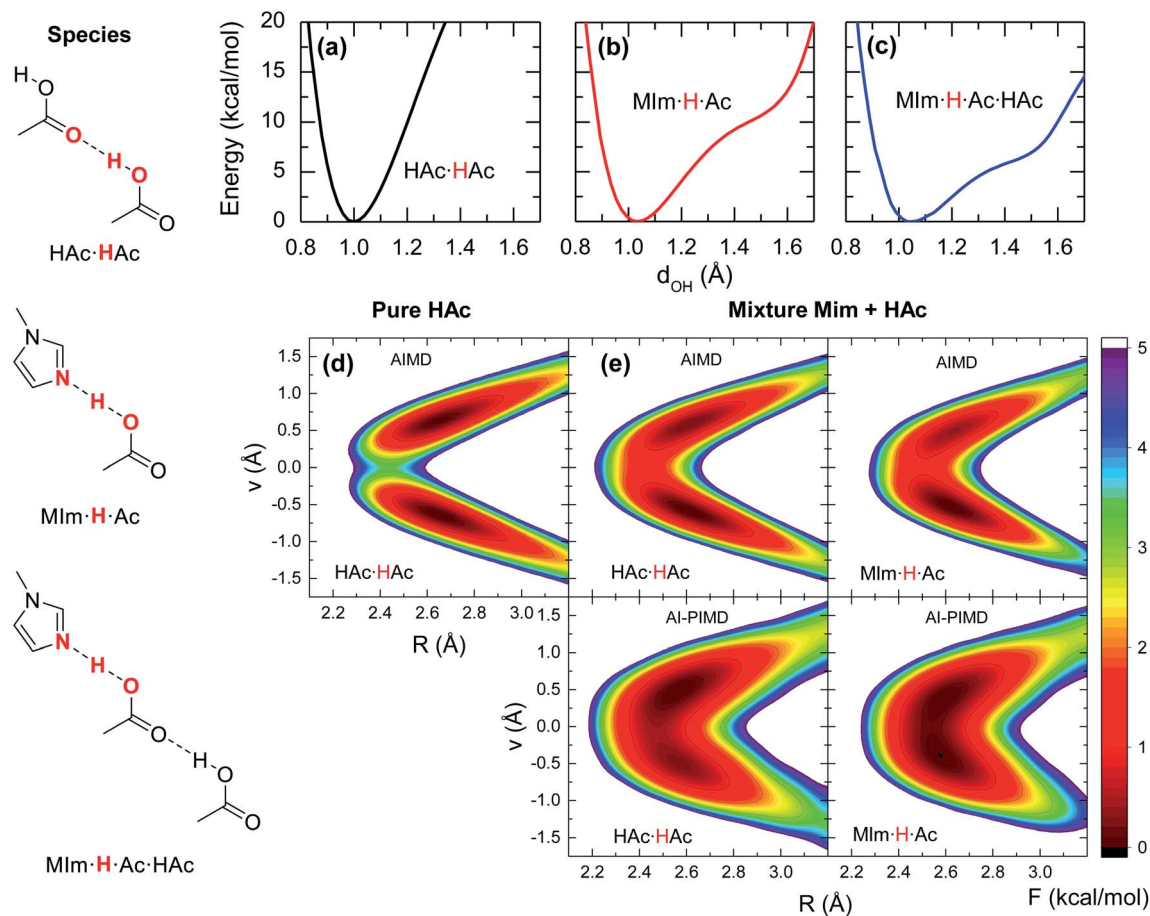 Species
H
O
O
H
O
O
HAc·HAc
N
N
H
O
O
MIm·H·Ac
N
N
H
O
O
H
O
O
MIm·H·Ac·HAc
Energy (kcal/mol)
20
15
10
5
0
(a)
HAc·HAc
0.8 1.0 1.2 1.4 1.6
(b)
MIm·H·Ac
0.8 1.0 1.2 1.4 1.6
(c)
MIm·H·Ac·HAc
0.8 1.0 1.2 1.4 1.6
dOH (Å)
Pure HAc
Mixture Mim + HAc
(d)
AIMD
v (Å)
1.5
1.0
0.5
0.0
-0.5
-1.0
-1.5
HAc·HAc
2.2 2.4 2.6 2.8 3.0
R (Å)
(e)
AIMD
HAc·HAc
AIMD
MIm·H·Ac
v (Å)
1.5
1.0
0.5
0.0
-0.5
-1.0
-1.5
AI-PIMD
HAc·HAc
AI-PIMD
MIm·H·Ac
2.2 2.4 2.6 2.8 3.0
2.2 2.4 2.6 2.8 3.0
R (Å)
5
4
3
2
1
0
F (kcal/mol)